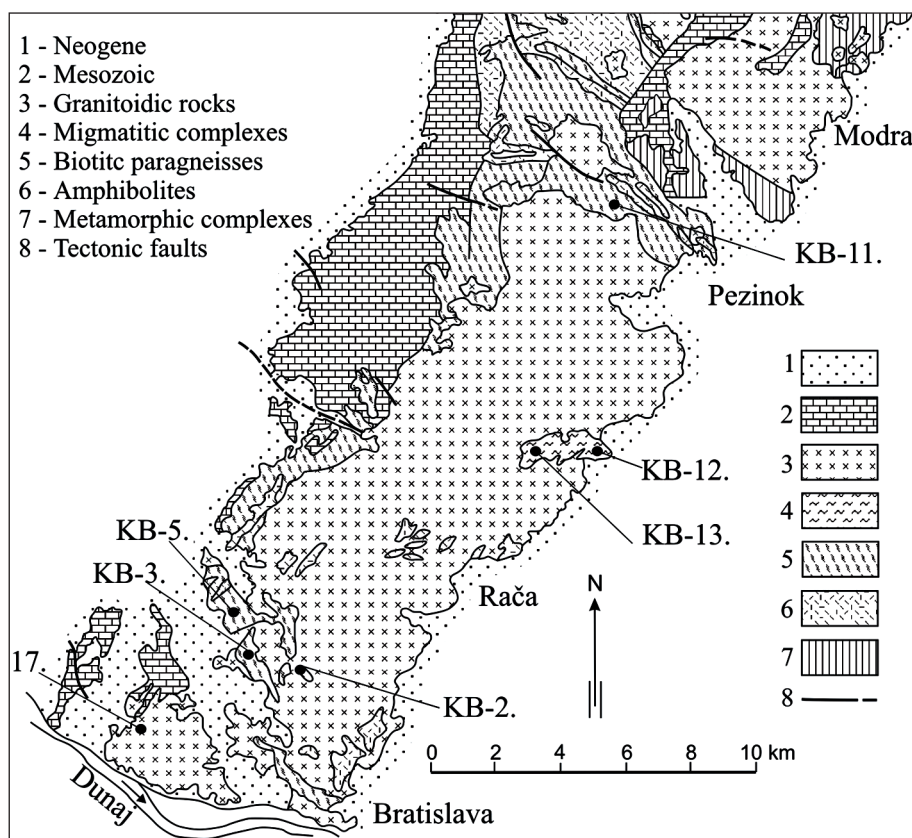 1 - Neogene
2 - Mesozoic
3 - Granitoidic rocks
4 - Migmatitic complexes
5 - Biotitc paragneisses
6 - Amphibolites
7 - Metamorphic complexes
8 - Tectonic faults
Modra
KB-11.
Pezinok
1
2
3
4
5
6
7
8
KB-12.
KB-13.
KB-5.
KB-3.
Rača
N
17.
KB-2.
0 2 4 6 8 10 km
Dunaj
Bratislava